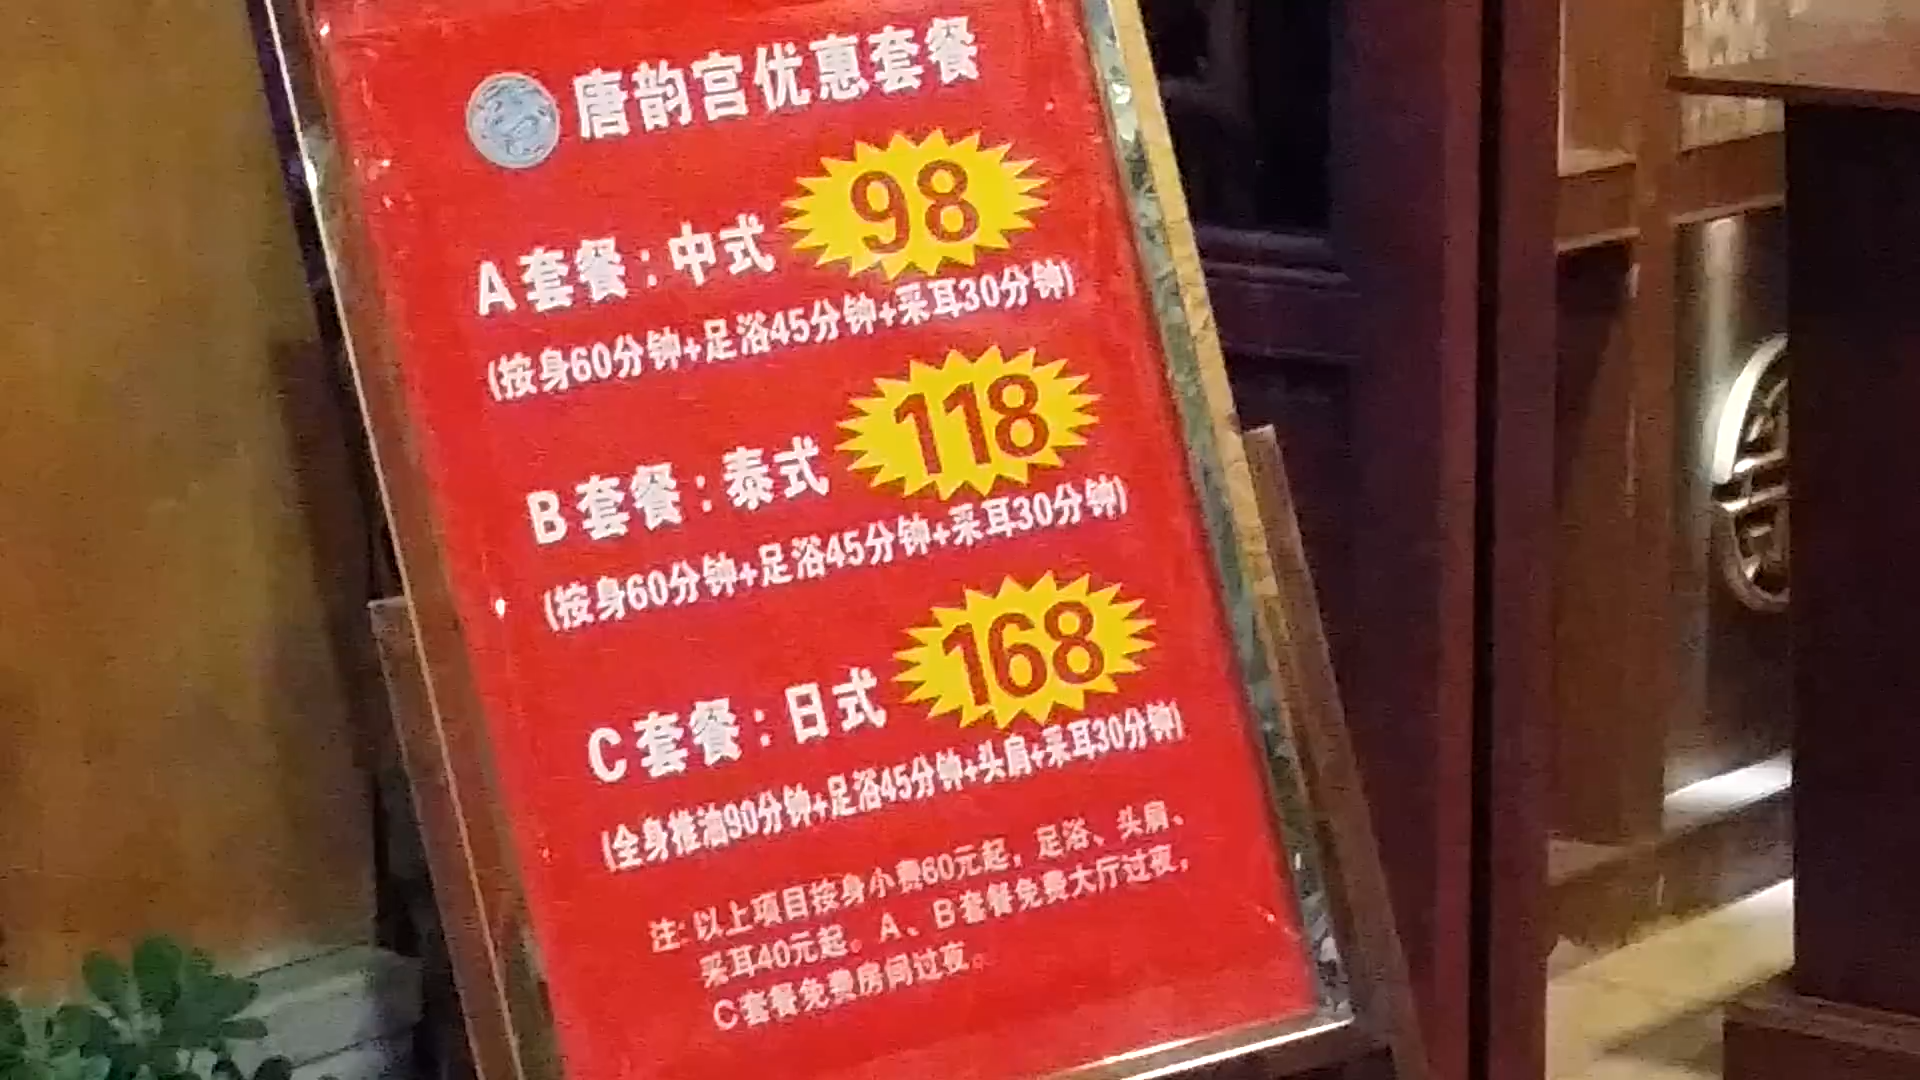 唐韵宫优惠套餐
A套餐：中式 98
(按身60分钟+足浴45分钟+采耳30分钟)
B套餐：泰式 118
(按身60分钟+足浴45分钟+采耳30分钟)
C套餐：日式 168
(全身推油90分钟+足浴45分钟+头肩+采耳30分钟)
注：以上项目按身小费60元起，足浴、头肩、
采耳40元起。A、B套餐免费大厅过夜，
C套餐免费房间过夜。